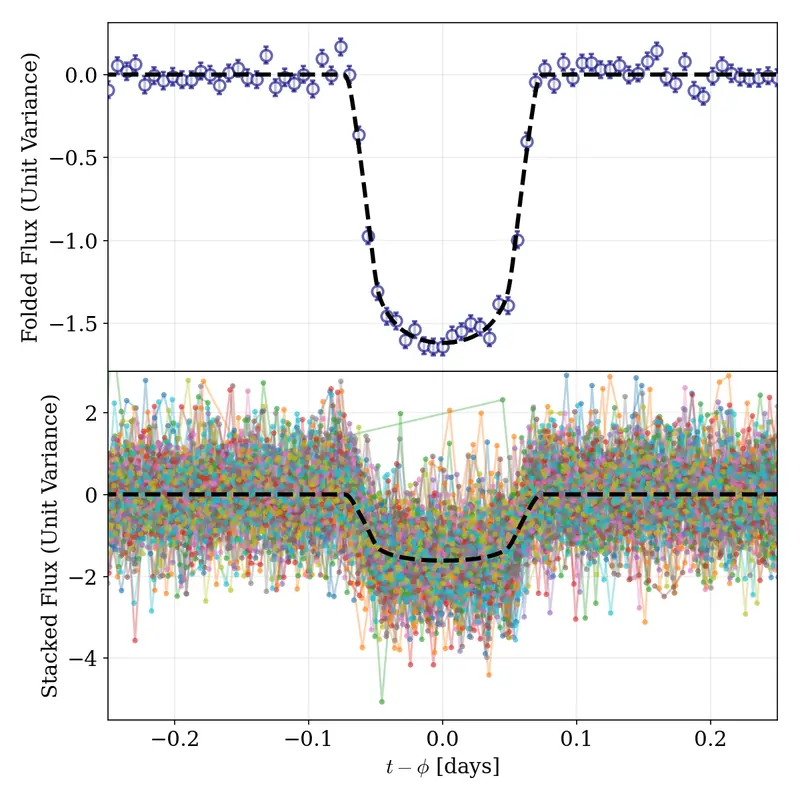 Folded Flux (Unit Variance)
0.0
−0.5
−1.0
−1.5
Stacked Flux (Unit Variance)
2
0
−2
−4
−0.2 −0.1 0.0 0.1 0.2
t − ϕ [days]